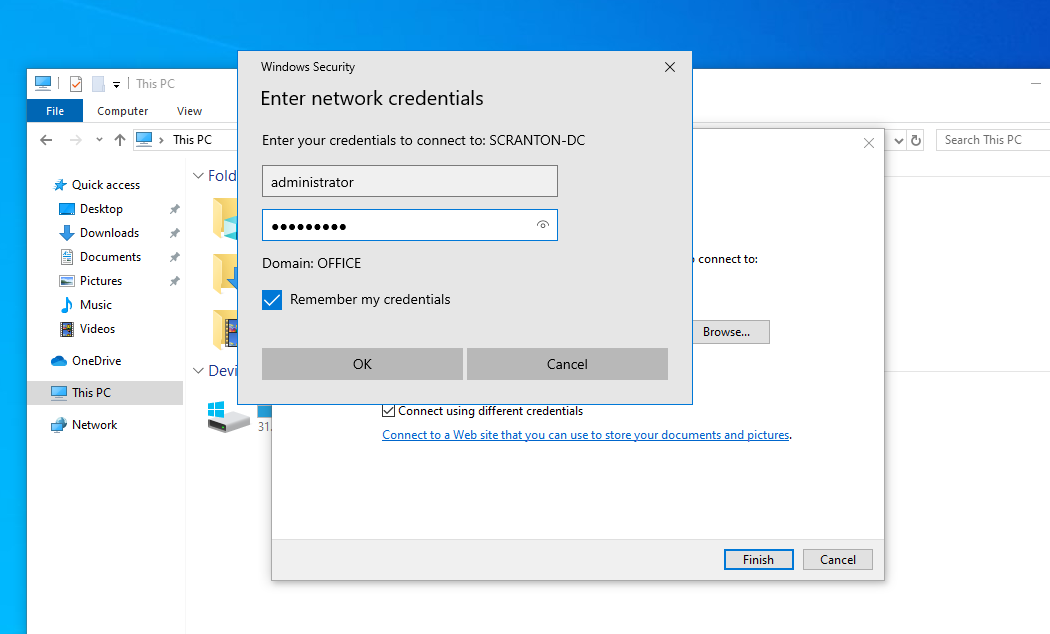 Windows Security
This PC
Enter network credentials
File
Computer
View
Enter your credentials to connect to: SCRANTON-DC
This PC
Search This PC
administrator
Quick access
Desktop
Downloads
Documents
Pictures
Music
Videos
OneDrive
This PC
Network
●●●●●●●●●
Domain: OFFICE
connect to:
Remember my credentials
Browse...
OK
Cancel
31.
Connect using different credentials
Connect to a Web site that you can use to store your documents and pictures.
Finish
Cancel